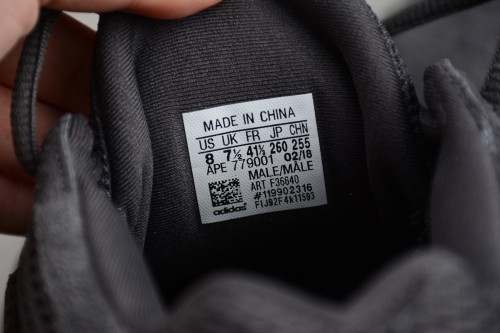 MADE IN CHINA
US UK FR JP CHN
8 7½ 41⅓ 260 255
APE 779001 02/18
MALE/MALE
ART F36640
#119902316
adidas F1JB2F4K115B3